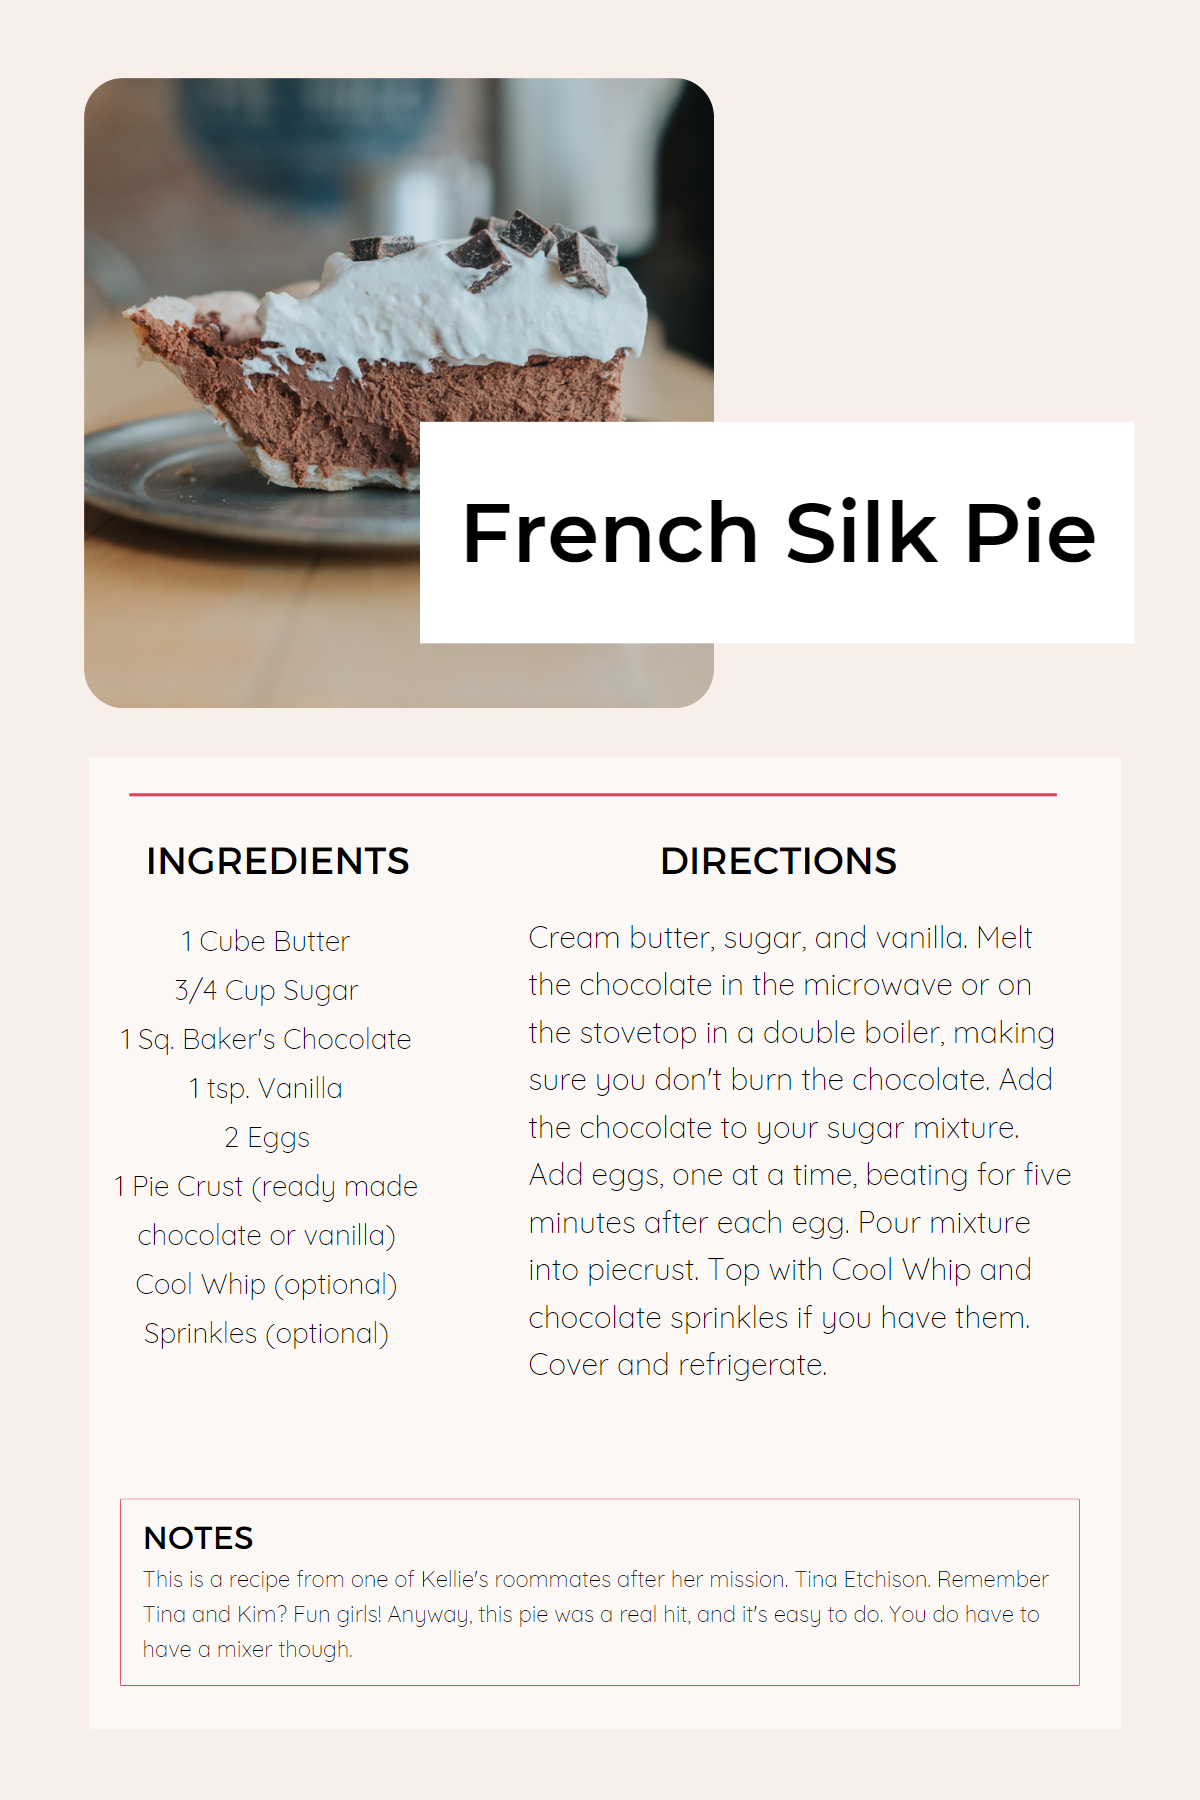 French Silk Pie
INGREDIENTS
1 Cube Butter
3/4 Cup Sugar
1 Sq. Baker's Chocolate
1 tsp. Vanilla
2 Eggs
1 Pie Crust (ready made
chocolate or vanilla)
Cool Whip (optional)
Sprinkles (optional)
DIRECTIONS
Cream butter, sugar, and vanilla. Melt
the chocolate in the microwave or on
the stovetop in a double boiler, making
sure you don't burn the chocolate. Add
the chocolate to your sugar mixture.
Add eggs, one at a time, beating for five
minutes after each egg. Pour mixture
into piecrust. Top with Cool Whip and
chocolate sprinkles if you have them.
Cover and refrigerate.
NOTES
This is a recipe from one of Kellie's roommates after her mission. Tina Etchison. Remember
Tina and Kim? Fun girls! Anyway, this pie was a real hit, and it's easy to do. You do have to
have a mixer though.